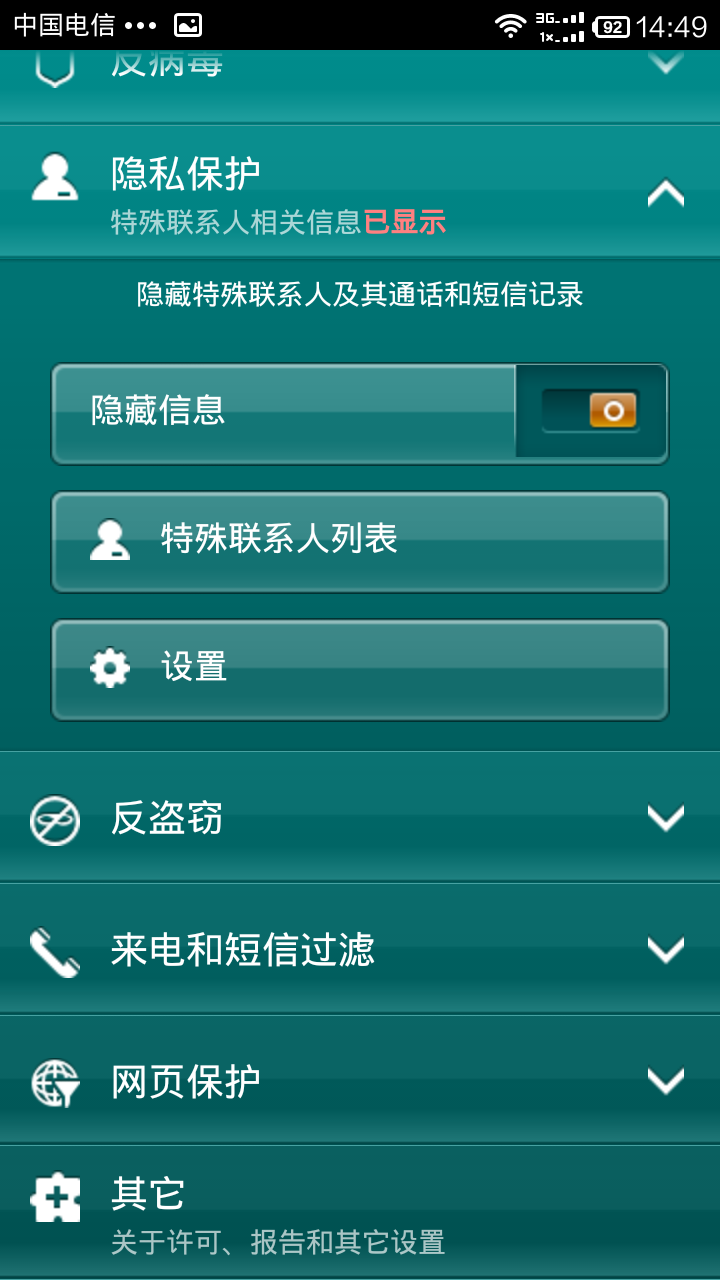 中国电信 ••• 3G 1× 92 14:49
反病毒
隐私保护
特殊联系人相关信息已显示
隐藏特殊联系人及其通话和短信记录
隐藏信息
特殊联系人列表
设置
反盗窃
来电和短信过滤
网页保护
其它
关于许可、报告和其它设置